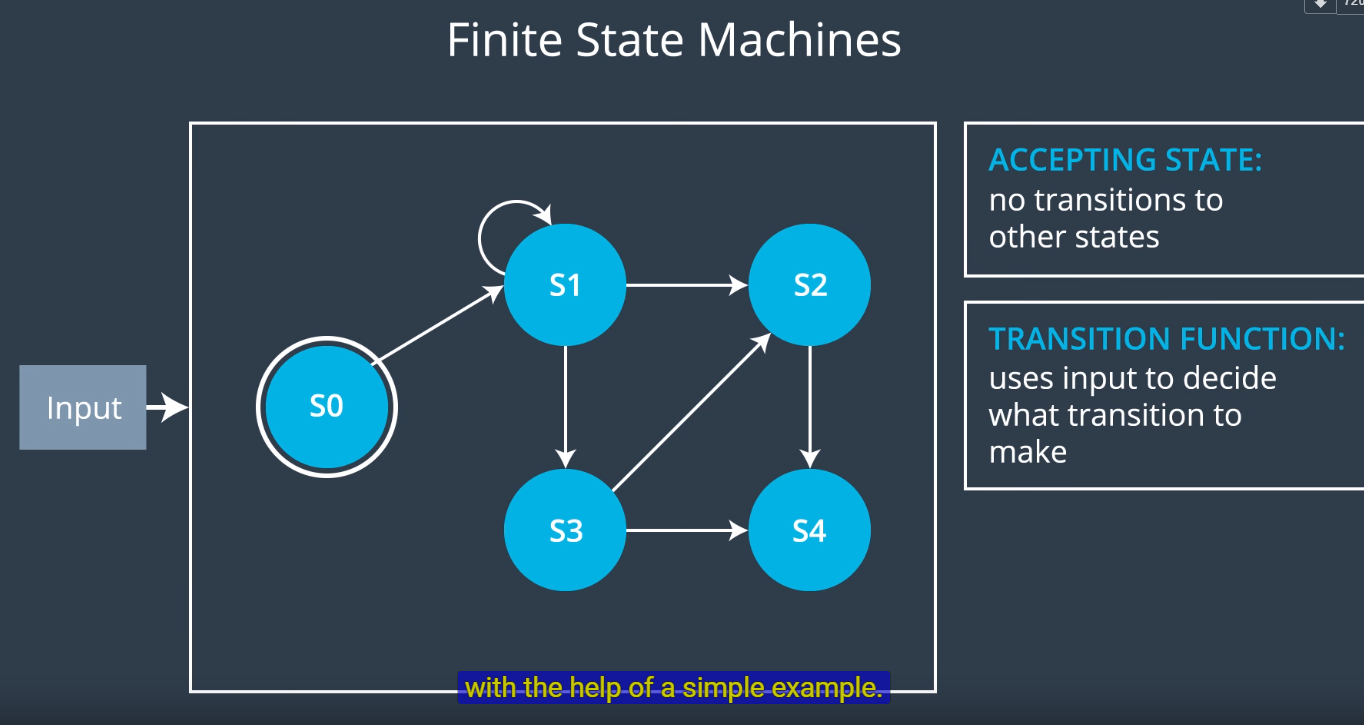 Finite State Machines
Input
S0
S1
S2
S3
S4
ACCEPTING STATE:
no transitions to
other states
TRANSITION FUNCTION:
uses input to decide
what transition to
make
with the help of a simple example.